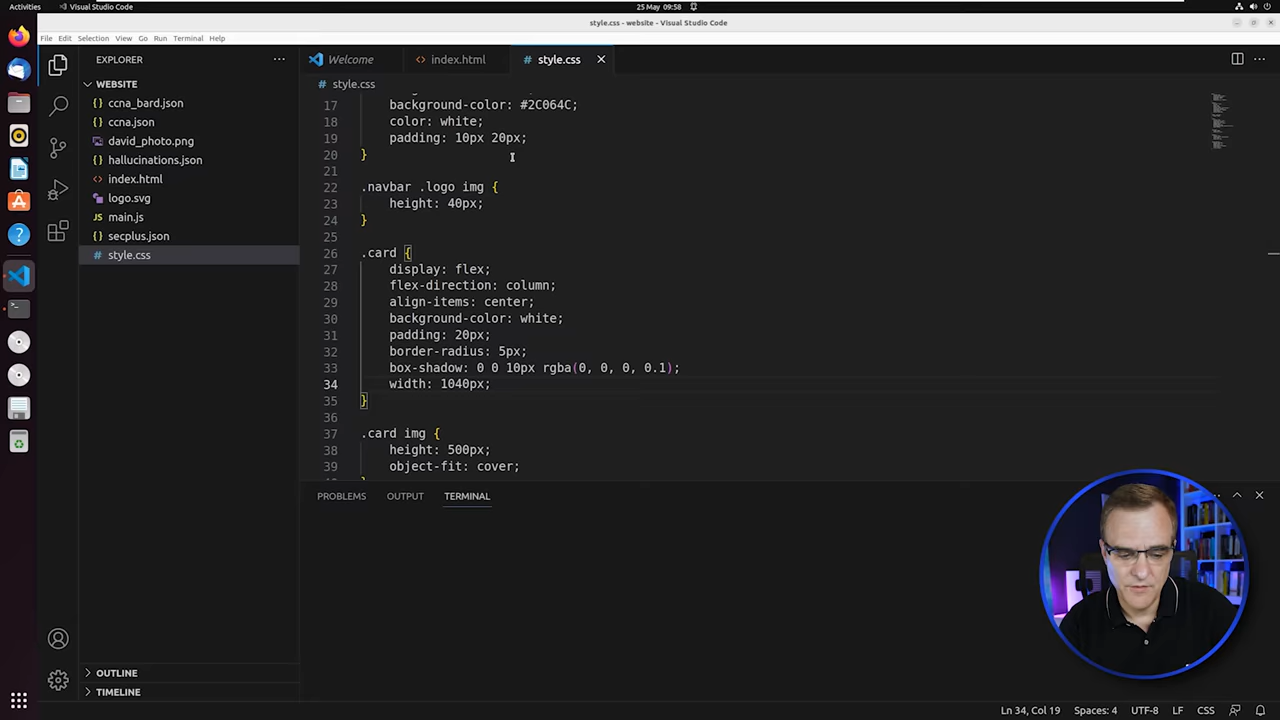 Activities
Visual Studio Code
25 May 09:58
style.css - website - Visual Studio Code
File Edit Selection View Go Run Terminal Help
EXPLORER
WEBSITE
ccna_bard.json
ccna.json
david_photo.png
hallucinations.json
index.html
logo.svg
main.js
secplus.json
style.css
OUTLINE
TIMELINE
Welcome
index.html
style.css
style.css
17 background-color: #2C064C;
18 color: white;
19 padding: 10px 20px;
20 }
21
22 .navbar .logo img {
23 height: 40px;
24 }
25
26 .card {
27 display: flex;
28 flex-direction: column;
29 align-items: center;
30 background-color: white;
31 padding: 20px;
32 border-radius: 5px;
33 box-shadow: 0 0 10px rgba(0, 0, 0, 0.1);
34 width: 1040px;
35 }
36
37 .card img {
38 height: 500px;
39 object-fit: cover;
PROBLEMS OUTPUT TERMINAL
Ln 34, Col 19 Spaces: 4 UTF-8 LF CSS